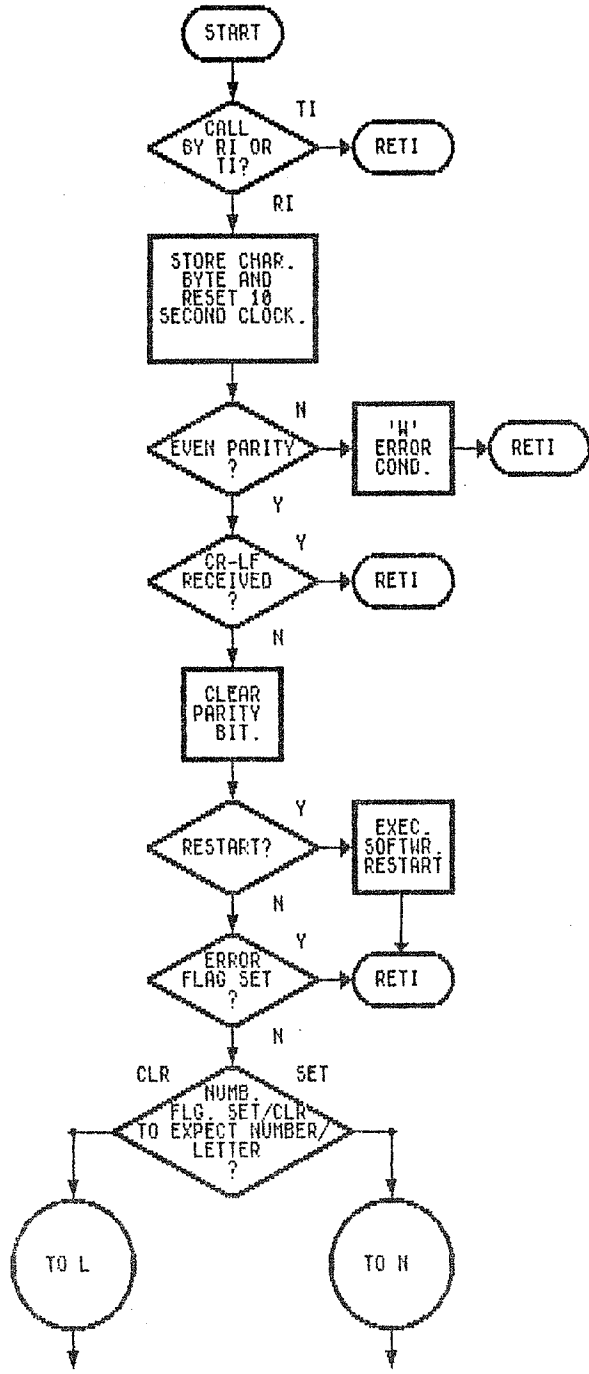 START
TI
CALL
BY RI OR
TI?
RETI
RI
STORE CHAR.
BYTE AND
RESET 10
SECOND CLOCK.
N
EVEN PARITY
?
'W'
ERROR
COND.
RETI
Y
Y
CR-LF
RECEIVED
?
RETI
N
CLEAR
PARITY
BIT.
Y
RESTART?
EXEC.
SOFTWR.
RESTART
N
Y
ERROR
FLAG SET
?
RETI
N
CLR
SET
NUMB.
FLG. SET/CLR
TO EXPECT NUMBER/
LETTER
?
TO L
TO N